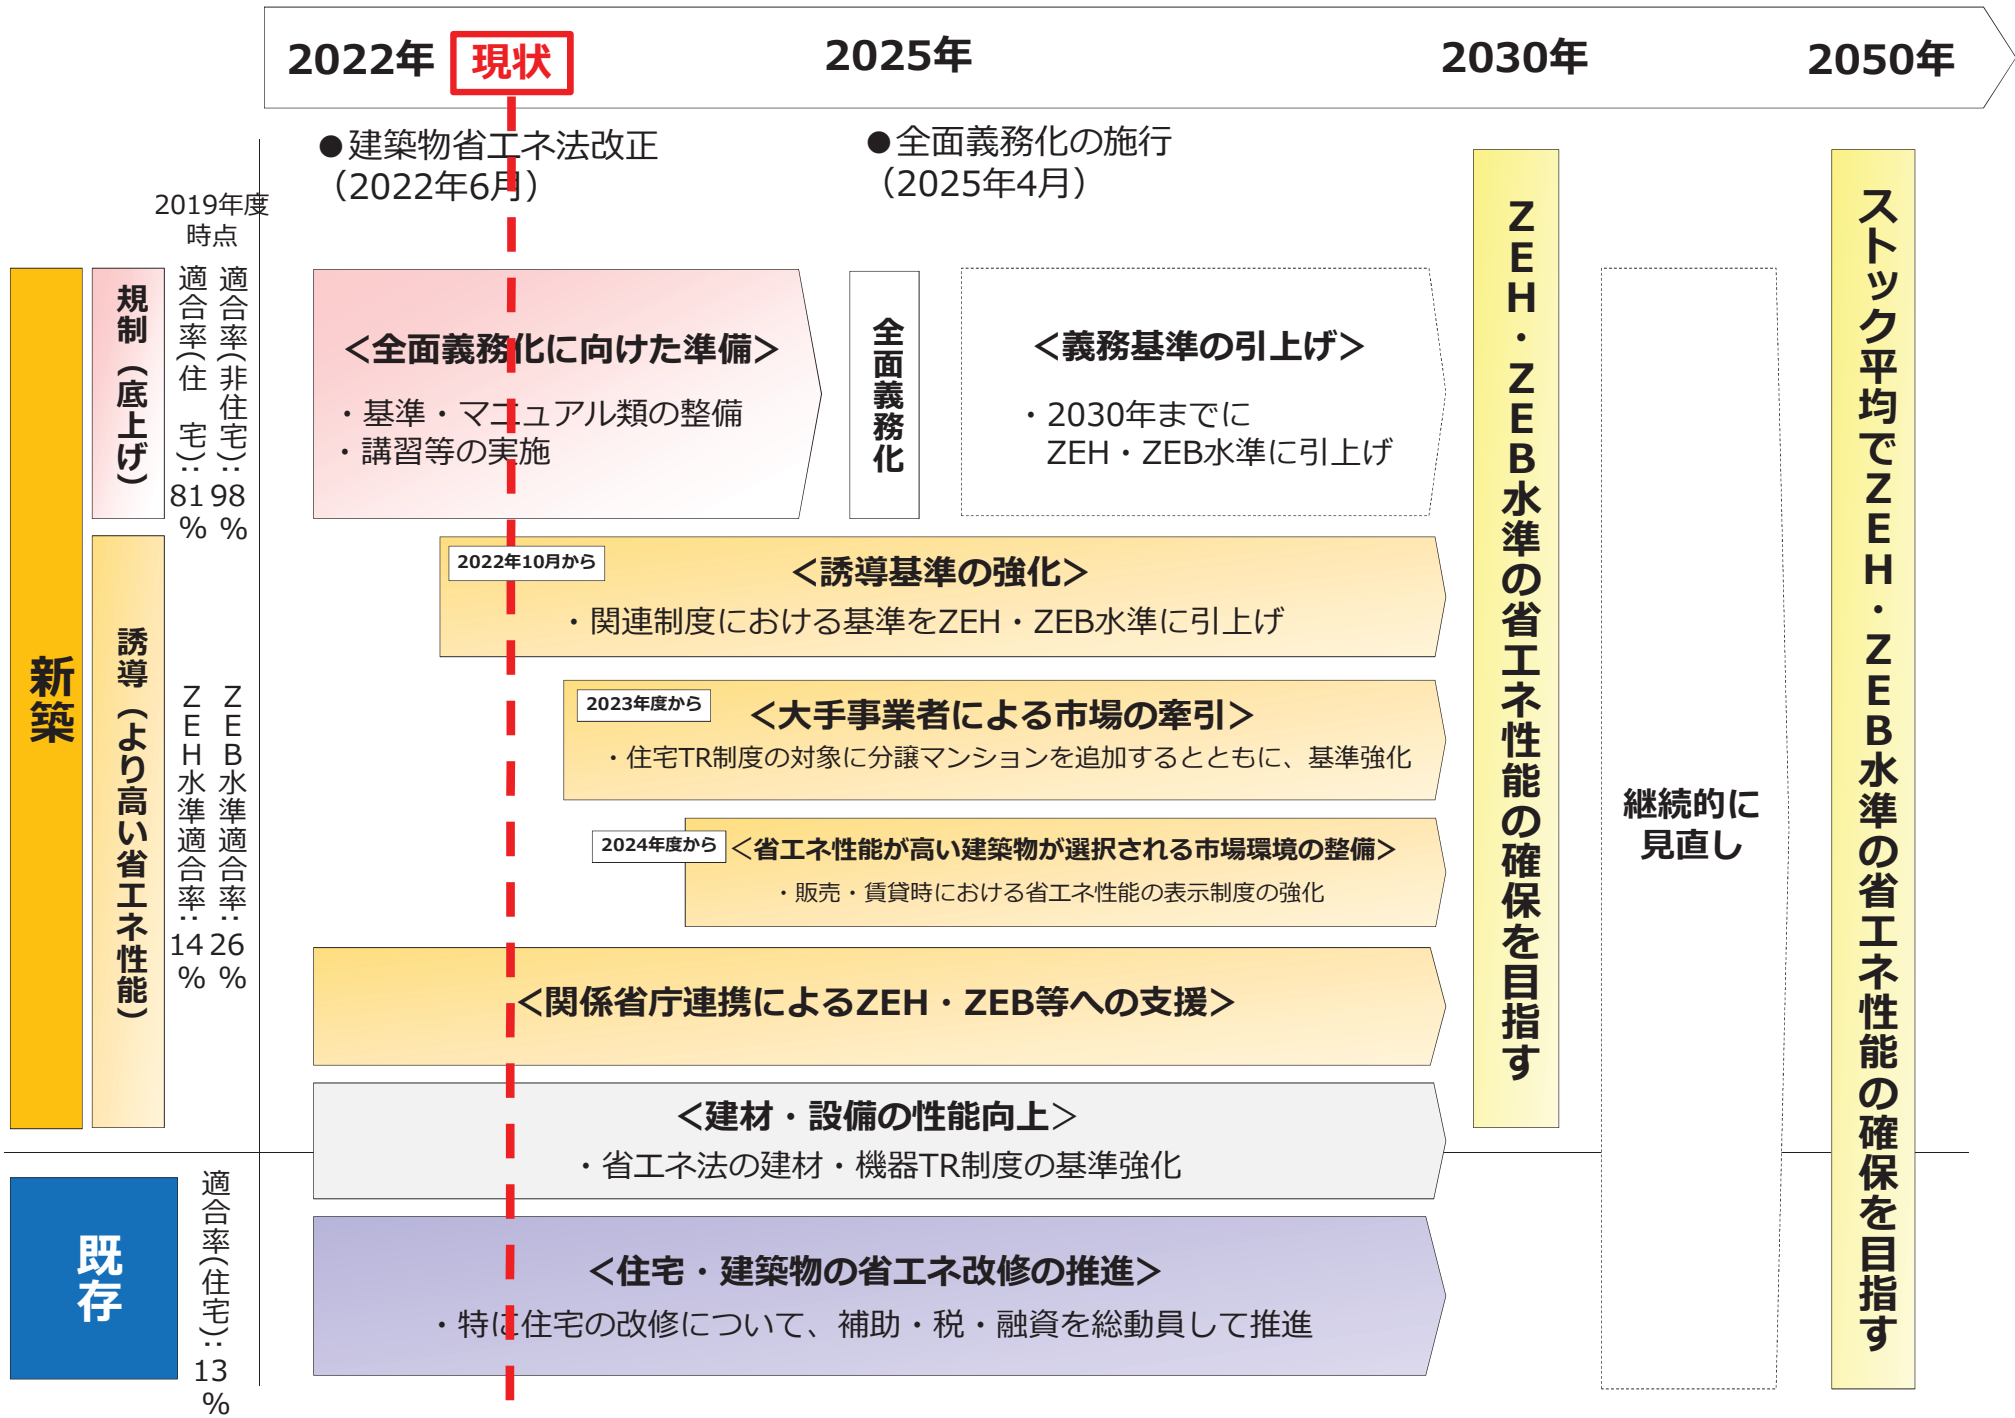 2022年
現状
2025年
2030年
2050年
●建築物省エネ法改正
（2022年6月）
●全面義務化の施行
（2025年4月）
2019年度
時点
新築
規制（底上げ）
適合率(住　宅)：81％
適合率(非住宅)：98％
＜全面義務化に向けた準備＞
・基準・マニュアル類の整備
・講習等の実施
全面義務化
＜義務基準の引上げ＞
・2030年までに
ZEH・ZEB水準に引上げ
誘導（より高い省エネ性能）
ZEH水準適合率：14％
ZEB水準適合率：26％
2022年10月から
＜誘導基準の強化＞
・関連制度における基準をZEH・ZEB水準に引上げ
2023年度から
＜大手事業者による市場の牽引＞
・住宅TR制度の対象に分譲マンションを追加するとともに、基準強化
2024年度から
＜省エネ性能が高い建築物が選択される市場環境の整備＞
・販売・賃貸時における省エネ性能の表示制度の強化
＜関係省庁連携によるZEH・ZEB等への支援＞
＜建材・設備の性能向上＞
・省エネ法の建材・機器TR制度の基準強化
既存
適合率(住宅)：13％
＜住宅・建築物の省エネ改修の推進＞
・特に住宅の改修について、補助・税・融資を総動員して推進
ZEH・ZEB水準の省エネ性能の確保を目指す
継続的に
見直し
ストック平均でZEH・ZEB水準の省エネ性能の確保を目指す